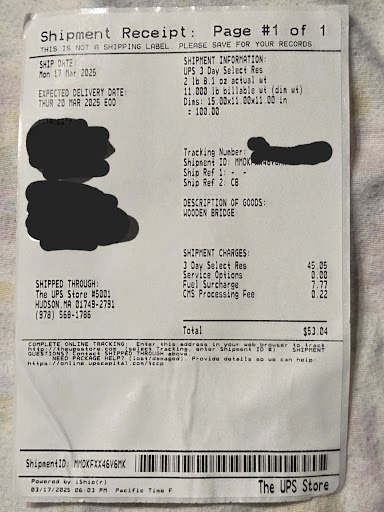 Shipment Receipt: Page #1 of 1
THIS IS NOT A SHIPPING LABEL. PLEASE SAVE FOR YOUR RECORDS.
SHIP DATE:
Mon 17 Mar 2025
EXPECTED DELIVERY DATE:
THUR 20 MAR 2025 EOD
SHIPPED THROUGH:
The UPS Store #5001
HUDSON,MA 01749-2791
(978) 568-1786
SHIPMENT INFORMATION:
UPS 3 Day Select Res
2 lb 8.1 oz actual wt
11.000 lb billable wt (dim wt)
Dims: 15.00x11.00x11.00 in
= 100.00
Tracking Number:
Shipment ID:
Ship Ref 1: - -
Ship Ref 2: CB
DESCRIPTION OF GOODS:
WOODEN BRIDGE
SHIPMENT CHARGES:
3 Day Select Res 45.05
Service Options 0.00
Fuel Surcharge 7.77
CMS Processing Fee 0.22
Total $53.04
COMPLETE ONLINE TRACKING: Enter this address in your web browser to track:
http://theupsstore.com (select Tracking, enter Shipment ID #) SHIPMENT
QUESTIONS? Contact SHIPPED THROUGH above.
NEED PACKAGE HELP? (lost/damaged). Provide details so we can help:
https://online.upscapital.com/tccp
ShipmentID: MMDKFXX46V6MK
Powered by iShip(r)
03/17/2025 06:03 PM Pacific Time F
The UPS Store